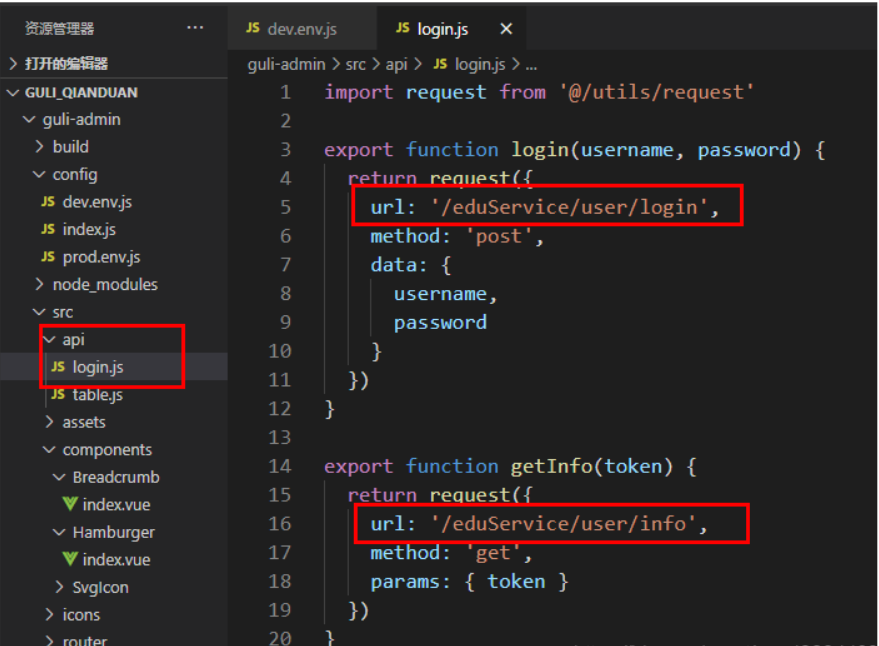 资源管理器 ···
打开的编辑器
GULI_QIANDUAN
guli-admin
build
config
JS dev.env.js
JS index.js
JS prod.env.js
node_modules
src
api
JS login.js
JS table.js
assets
components
Breadcrumb
index.vue
Hamburger
index.vue
SvgIcon
icons
router
JS dev.env.js JS login.js ×
guli-admin > src > api > JS login.js > ...
1 import request from '@/utils/request'
2
3 export function login(username, password) {
4 return request({
5 url: '/eduService/user/login',
6 method: 'post',
7 data: {
8 username,
9 password
10 }
11 })
12 }
13
14 export function getInfo(token) {
15 return request({
16 url: '/eduService/user/info',
17 method: 'get',
18 params: { token }
19 })
20 }